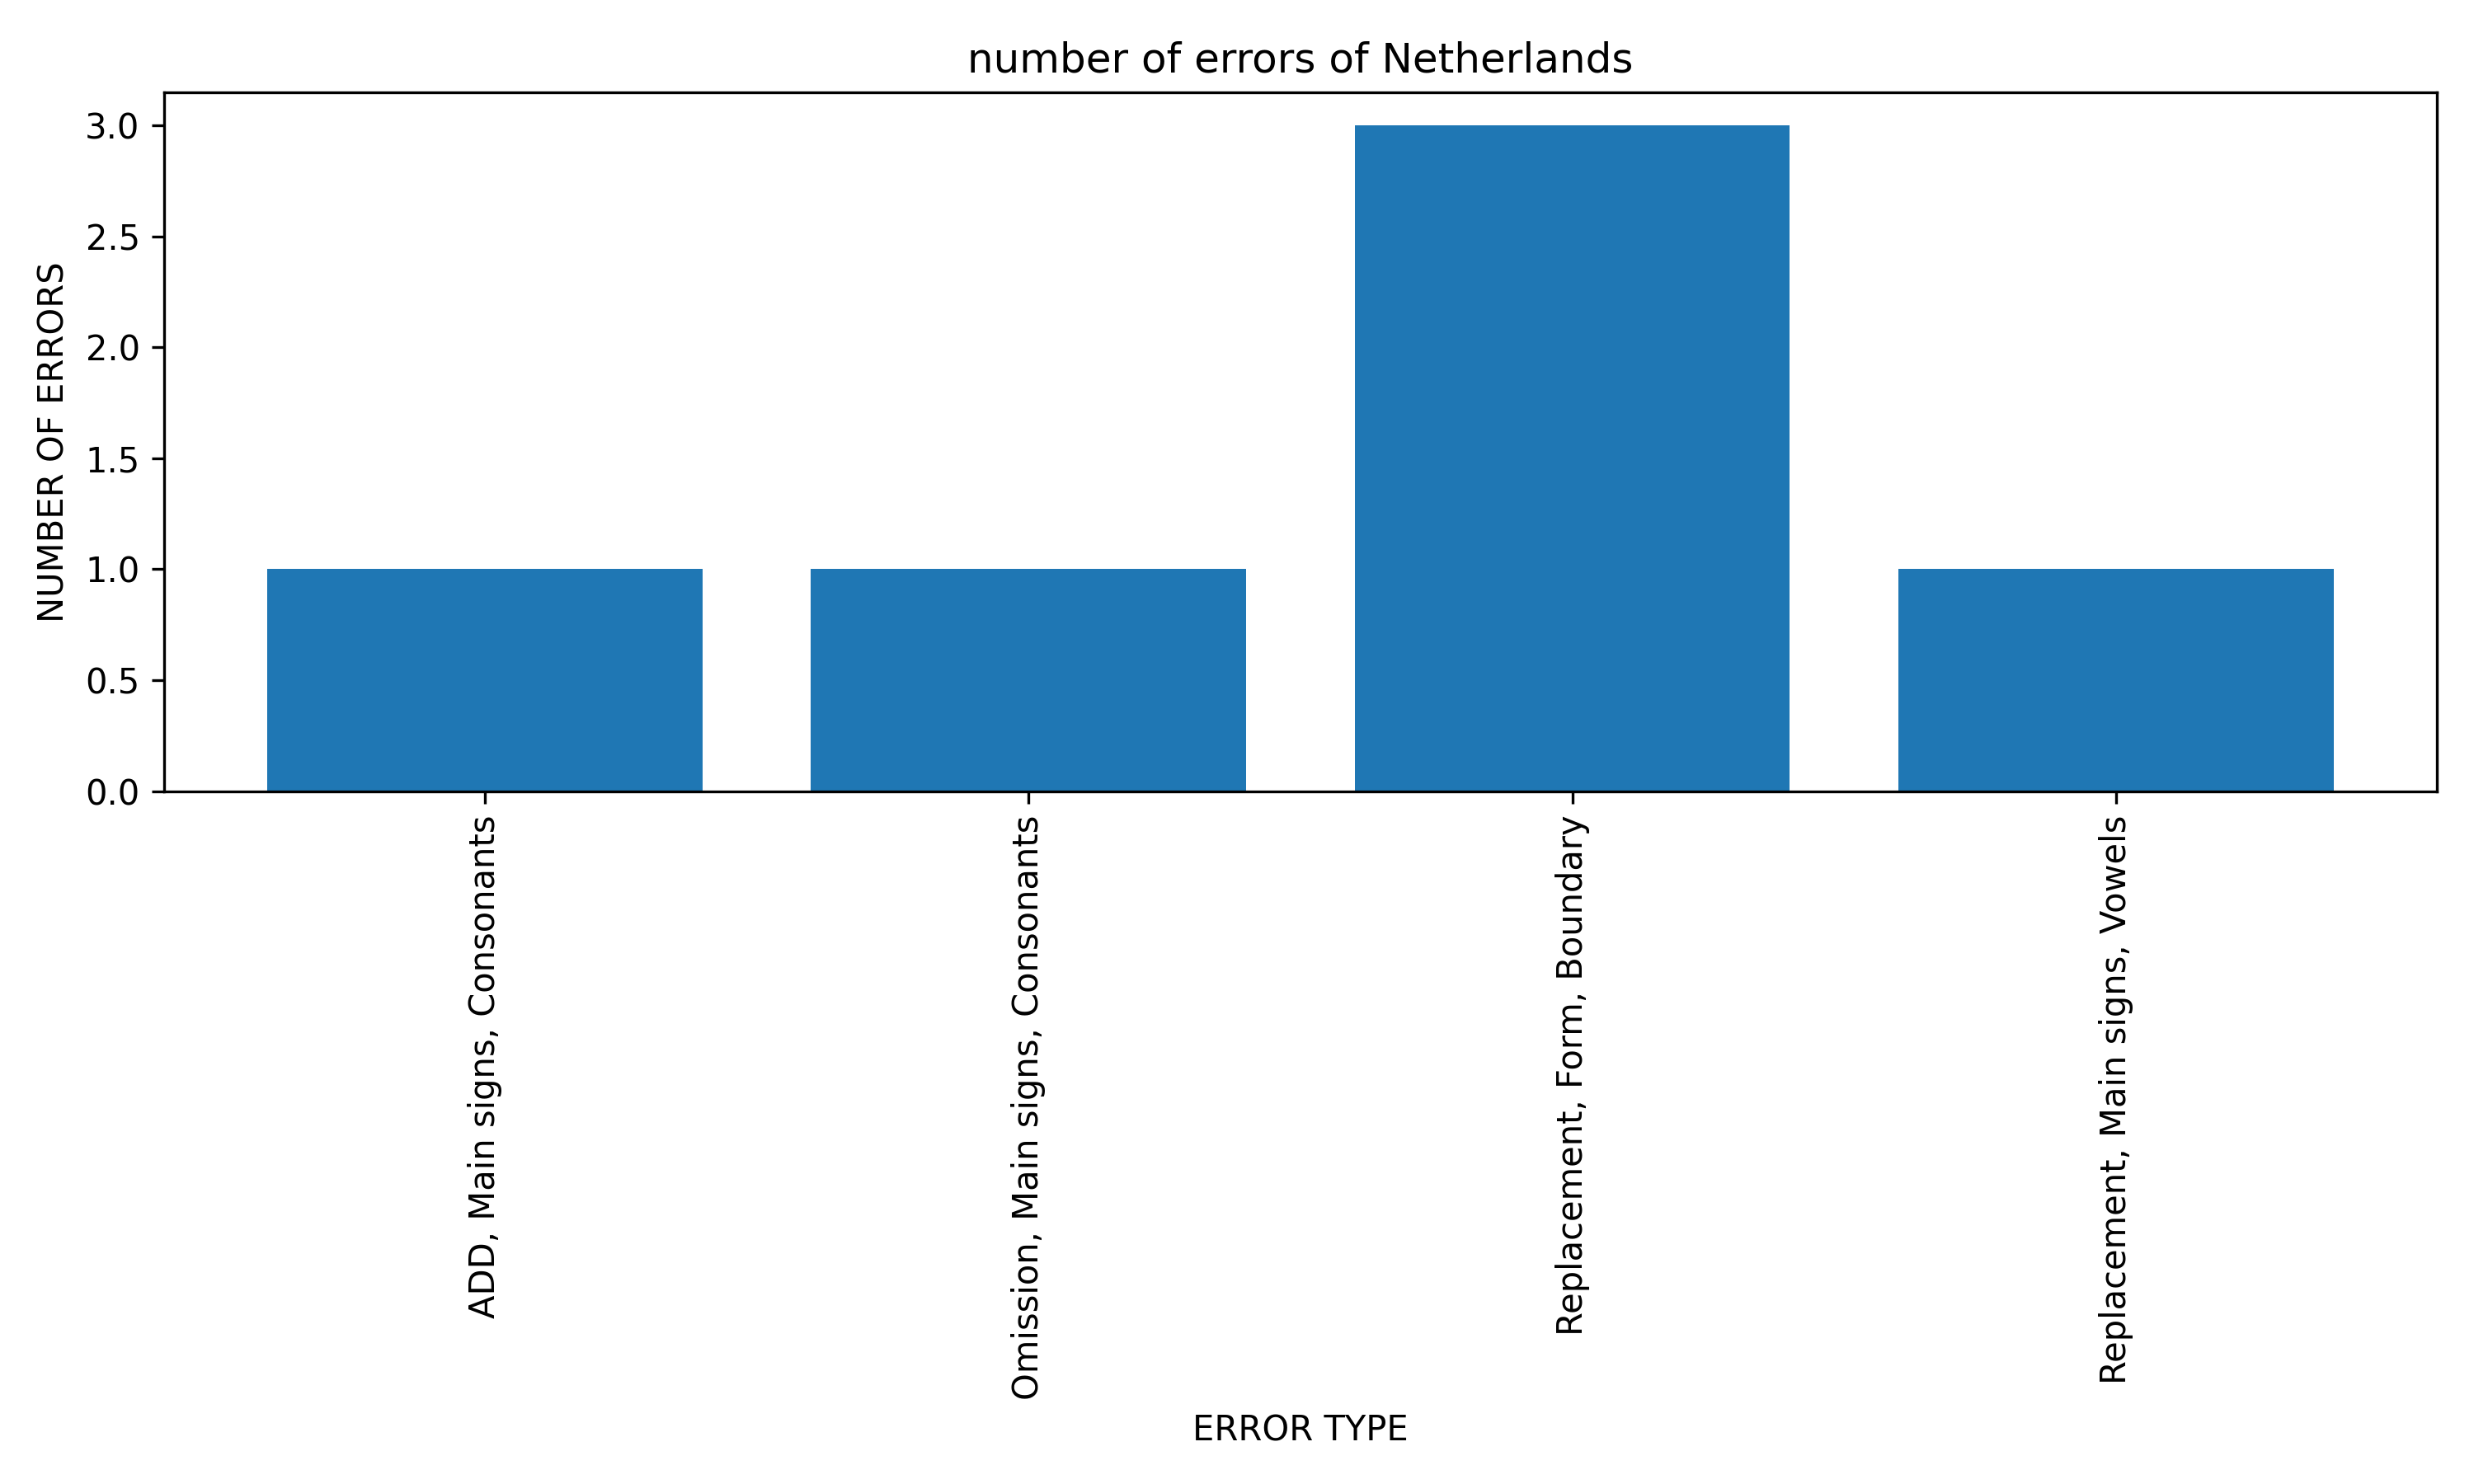 number of errors of Netherlands
NUMBER OF ERRORS
3.0
2.5
2.0
1.5
1.0
0.5
0.0
ADD, Main signs, Consonants
Omission, Main signs, Consonants
Replacement, Form, Boundary
Replacement, Main signs, Vowels
ERROR TYPE